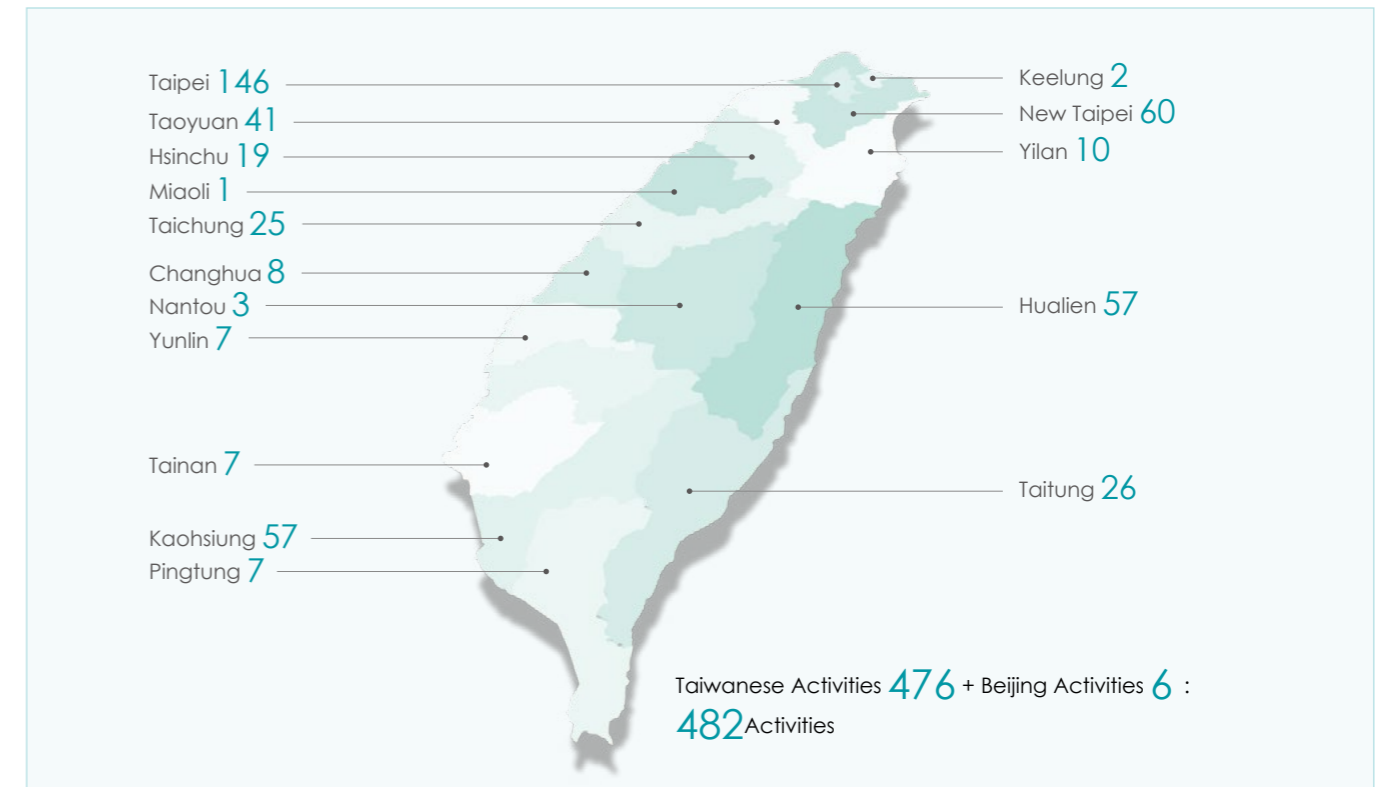 Taipei 146
Taoyuan 41
Hsinchu 19
Miaoli 1
Taichung 25
Changhua 8
Nantou 3
Yunlin 7
Tainan 7
Kaohsiung 57
Pingtung 7
Keelung 2
New Taipei 60
Yilan 10
Hualien 57
Taitung 26
Taiwanese Activities 476 + Beijing Activities 6 :
482Activities